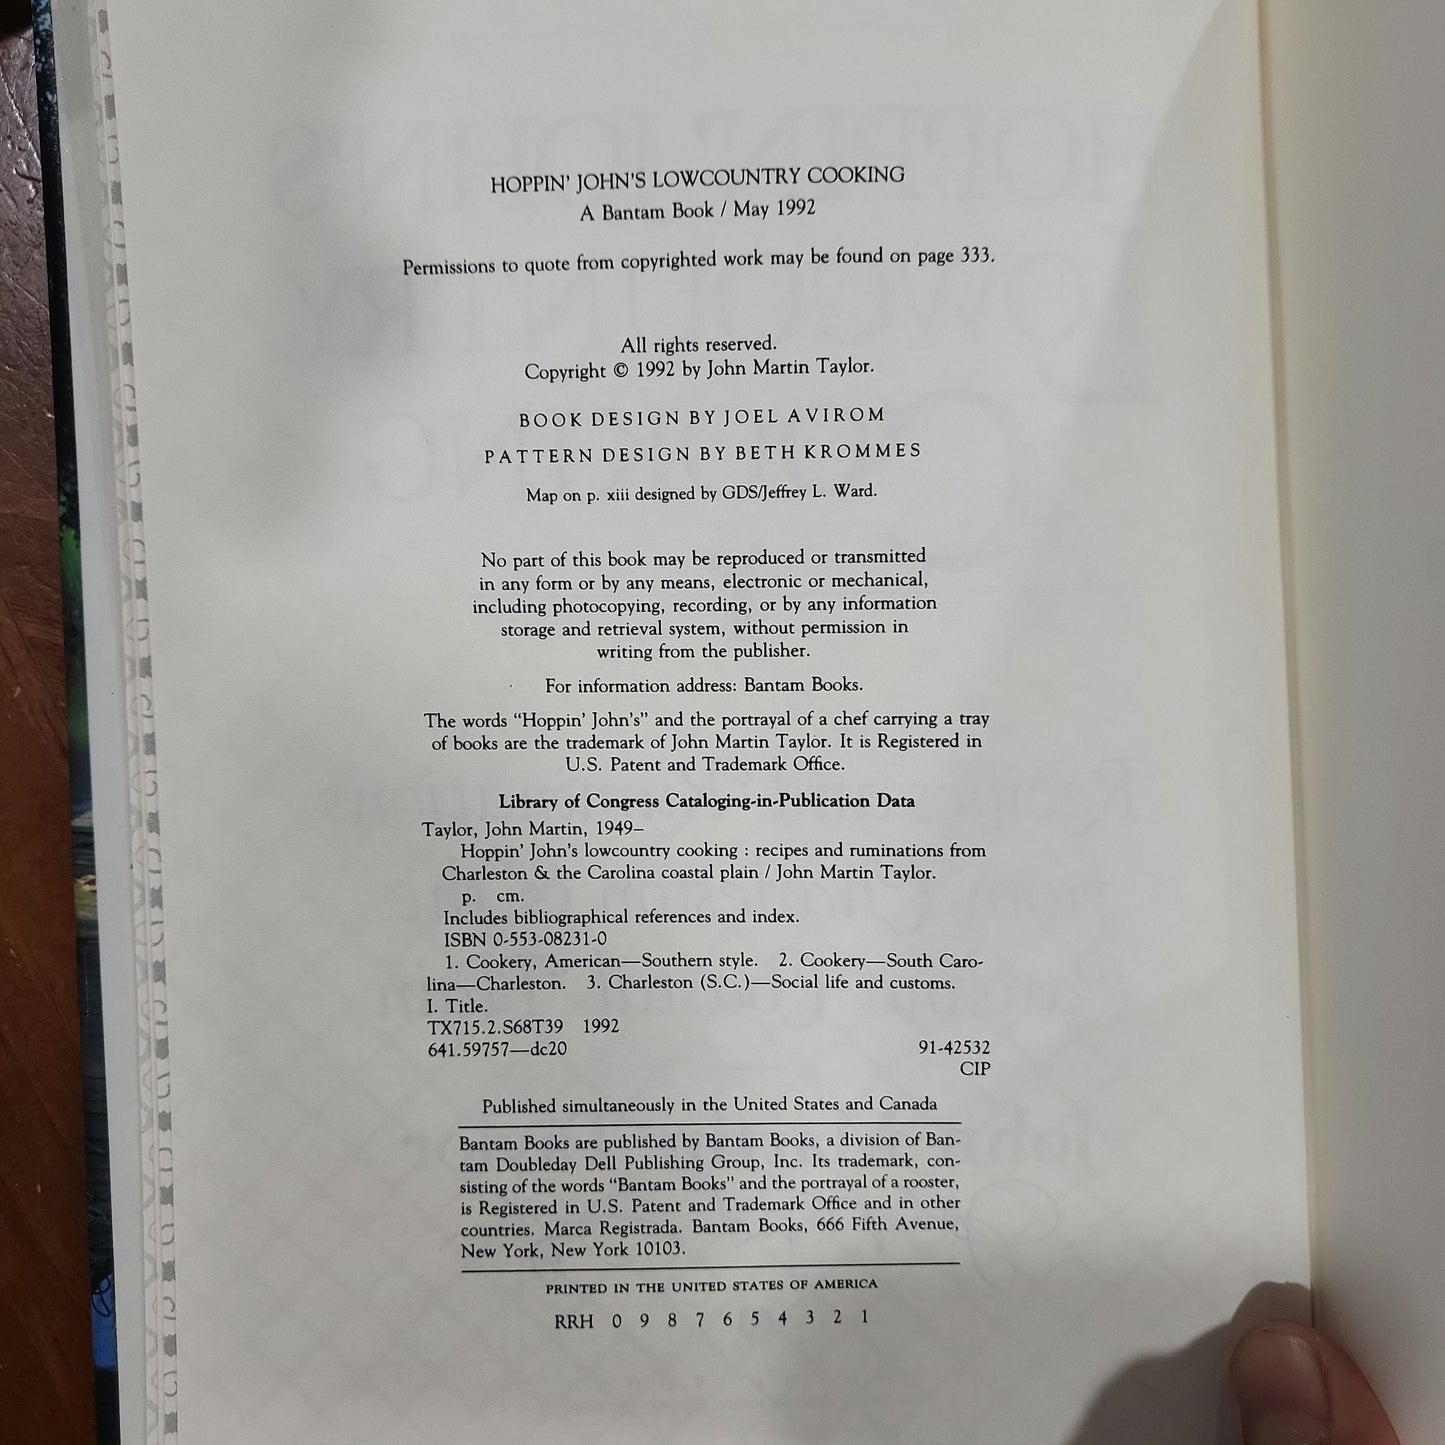 HOPPIN' JOHN'S LOWCOUNTRY COOKING
A Bantam Book / May 1992
Permissions to quote from copyrighted work may be found on page 333.
All rights reserved.
Copyright © 1992 by John Martin Taylor.
BOOK DESIGN BY JOEL AVIROM
PATTERN DESIGN BY BETH KROMMES
Map on p. xiii designed by GDS/Jeffrey L. Ward.
No part of this book may be reproduced or transmitted
in any form or by any means, electronic or mechanical,
including photocopying, recording, or by any information
storage and retrieval system, without permission in
writing from the publisher.
For information address: Bantam Books.
The words “Hoppin' John's” and the portrayal of a chef carrying a tray
of books are the trademark of John Martin Taylor. It is Registered in
U.S. Patent and Trademark Office.
Library of Congress Cataloging-in-Publication Data
Taylor, John Martin, 1949–
Hoppin' John's lowcountry cooking : recipes and ruminations from
Charleston & the Carolina coastal plain / John Martin Taylor.
p. cm.
Includes bibliographical references and index.
ISBN 0-553-08231-0
1. Cookery, American—Southern style. 2. Cookery—South Caro-
lina—Charleston. 3. Charleston (S.C.)—Social life and customs.
I. Title.
TX715.2.S68T39 1992
641.59757—dc20 91-42532
CIP
Published simultaneously in the United States and Canada
Bantam Books are published by Bantam Books, a division of Ban-
tam Doubleday Dell Publishing Group, Inc. Its trademark, con-
sisting of the words “Bantam Books” and the portrayal of a rooster,
is Registered in U.S. Patent and Trademark Office and in other
countries. Marca Registrada. Bantam Books, 666 Fifth Avenue,
New York, New York 10103.
PRINTED IN THE UNITED STATES OF AMERICA
RRH 0 9 8 7 6 5 4 3 2 1